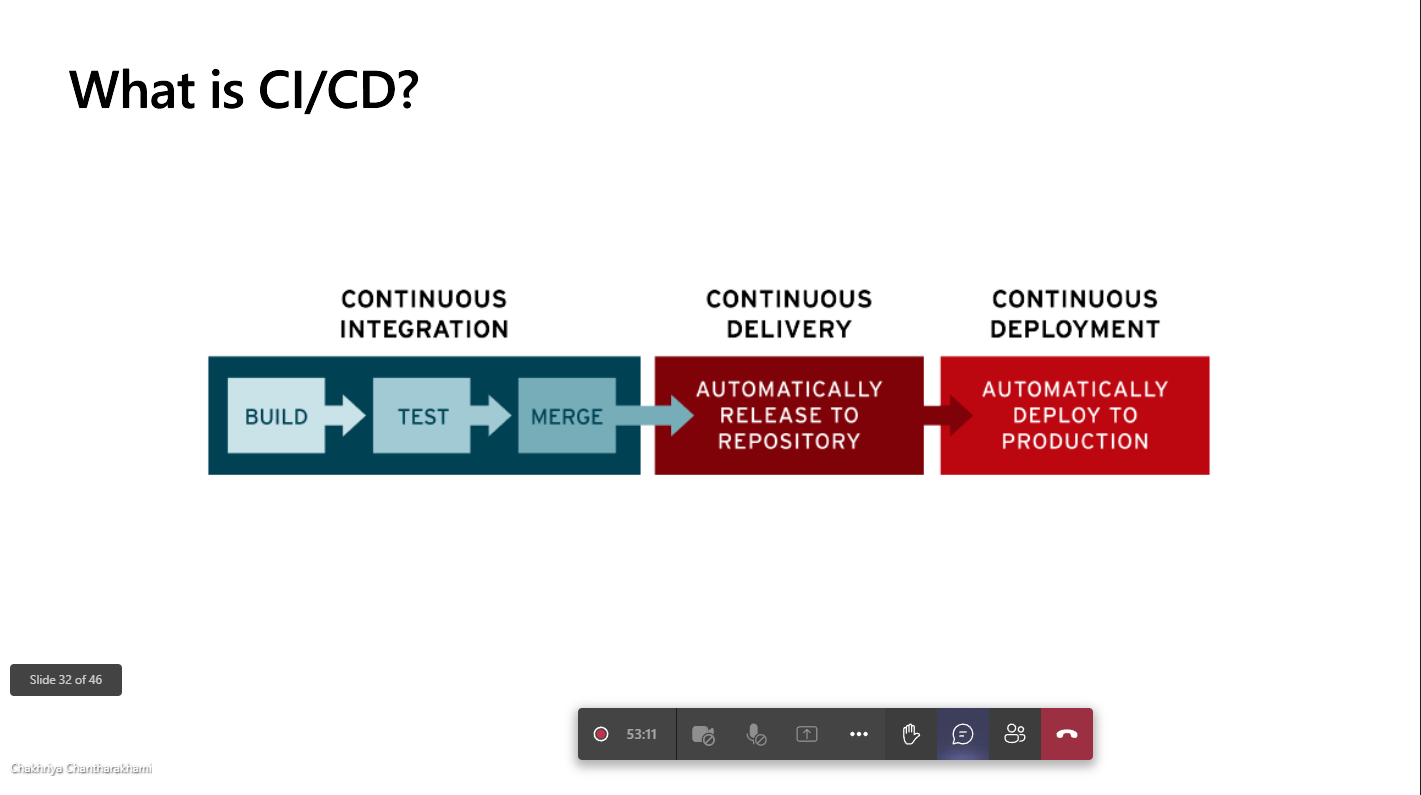 What is CI/CD?
CONTINUOUS
INTEGRATION
CONTINUOUS
DELIVERY
CONTINUOUS
DEPLOYMENT
BUILD
TEST
MERGE
AUTOMATICALLY
RELEASE TO
REPOSITORY
AUTOMATICALLY
DEPLOY TO
PRODUCTION
Slide 32 of 46
53:11
Chakhriya Chantharakhami